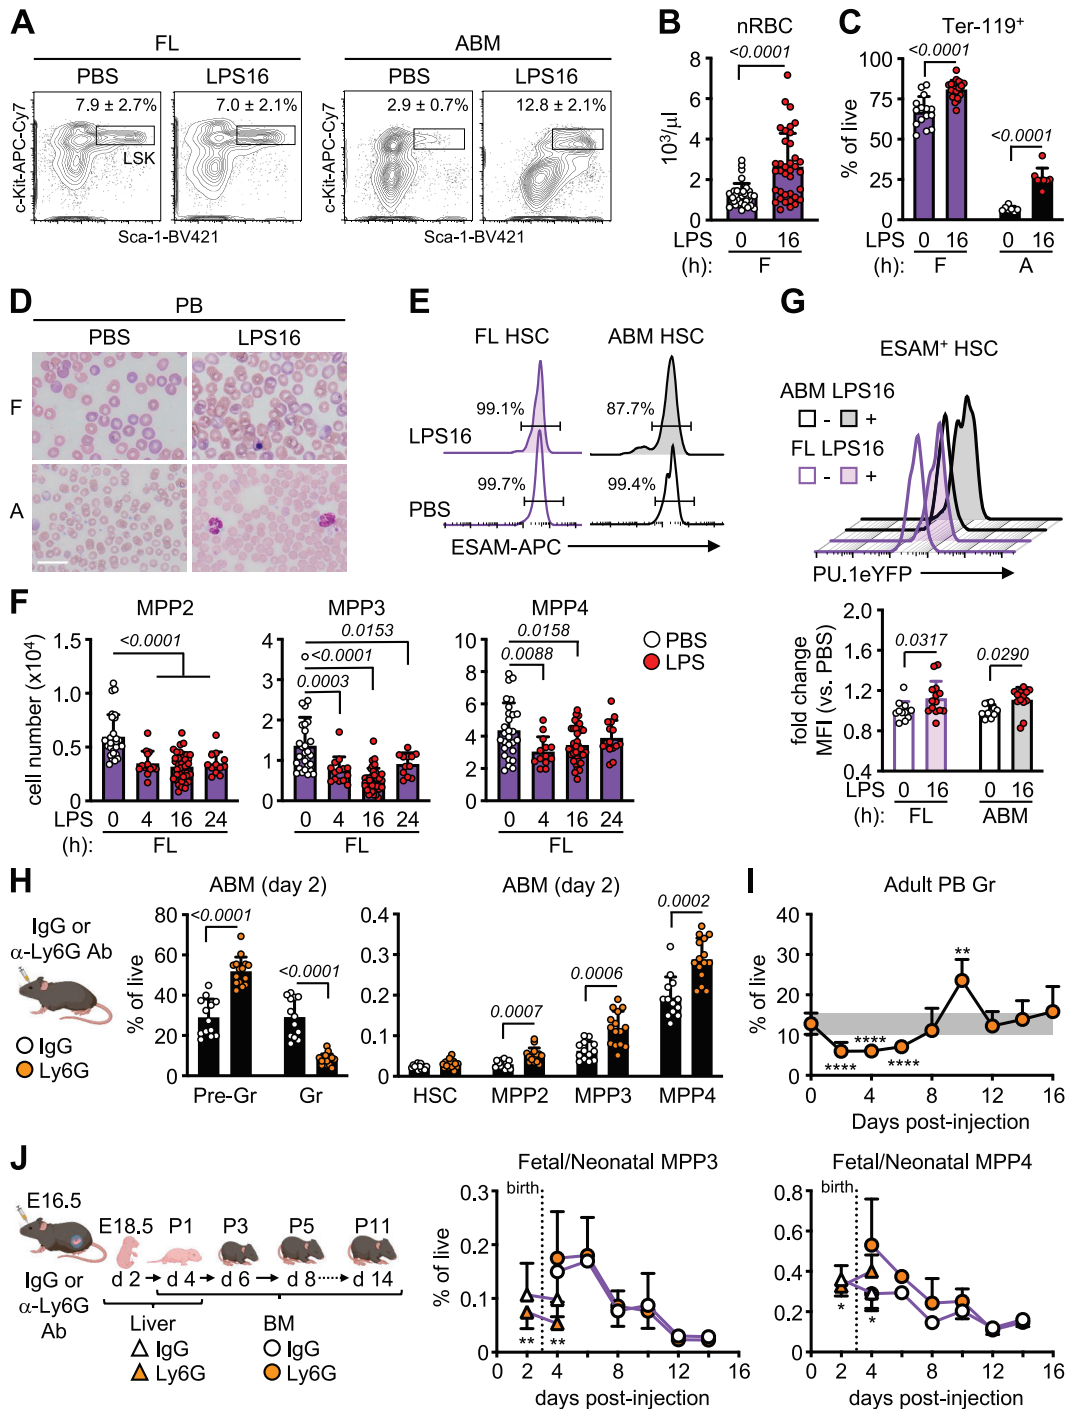 A
FL
ABM
PBS
LPS16
PBS
LPS16
c-Kit-APC-Cy7
7.9 ± 2.7%
7.0 ± 2.1%
LSK
Sca-1-BV421
c-Kit-APC-Cy7
2.9 ± 0.7%
12.8 ± 2.1%
Sca-1-BV421
B
nRBC
<0.0001
10³/µl
8
6
4
2
0
LPS 0 16
(h): F
C
Ter-119⁺
<0.0001
<0.0001
% of live
100
75
50
25
0
LPS 0 16 0 16
(h): F A
D
PB
PBS
LPS16
F
A
E
FL HSC
ABM HSC
99.1%
87.7%
LPS16
99.7%
99.4%
PBS
ESAM-APC
G
ESAM⁺ HSC
ABM LPS16
- +
FL LPS16
- +
PU.1eYFP
fold change
MFI (vs. PBS)
2.0
1.6
1.2
0.8
0.4
0.0317
0.0290
LPS 0 16 0 16
(h): FL ABM
F
MPP2
MPP3
MPP4
PBS
LPS
cell number (x10⁴)
<0.0001
1.5
1.0
0.5
0
0.0153
<0.0001
0.0003
4
3
2
1
0
0.0158
0.0088
10
8
6
4
2
0
LPS 0 4 16 24 0 4 16 24 0 4 16 24
(h): FL FL FL
H
IgG or
α-Ly6G Ab
IgG
Ly6G
ABM (day 2)
<0.0001
<0.0001
% of live
80
60
40
20
0
Pre-Gr Gr
ABM (day 2)
0.0007
0.0006
0.0002
0.4
0.3
0.2
0.1
0
HSC MPP2 MPP3 MPP4
I
Adult PB Gr
% of live
40
30
20
10
0
**
****
****
****
0 4 8 12 16
Days post-injection
J
E16.5
E18.5 P1 P3 P5 P11
IgG or
α-Ly6G
Ab
d 2 d 4 d 6 d 8 d 14
Liver BM
IgG IgG
Ly6G Ly6G
Fetal/Neonatal MPP3
birth
% of live
0.3
0.2
0.1
0
** **
0 2 4 6 8 12 16
days post-injection
Fetal/Neonatal MPP4
birth
0.8
0.6
0.4
0.2
0
* *
0 2 4 6 8 12 16
days post-injection